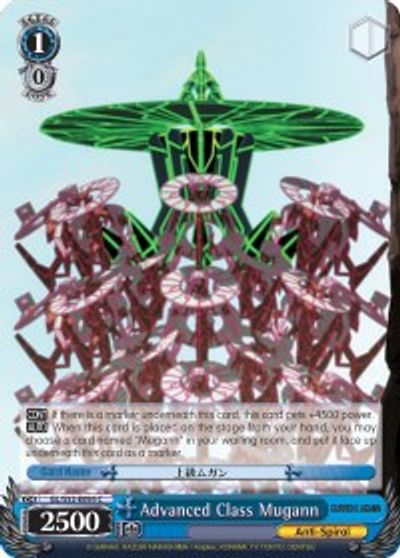 1
0
CONT If there is a marker underneath this card, this card gets +4500 power.
AUTO When this card is placed on the stage from your hand, you may
choose a card named "Mugann" in your waiting room, and put it face up
underneath this card as a marker.
Card Name 上級ムガン
Advanced Class Mugann
2500
Anti-Spiral